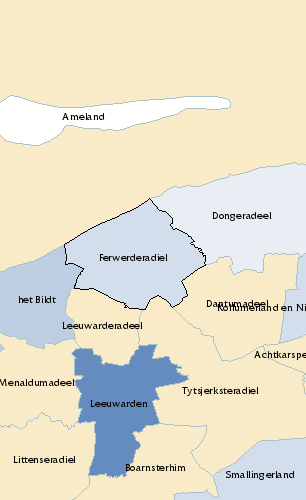 Ameland
Dongeradeel
Ferwerderadiel
het Bildt
Dantumadeel
Kollumerland en Ni
Leeuwarderadeel
Achtkarspe
Menaldumadeel
Tytsjerksteradiel
Leeuwarden
Littenseradiel
Boarnsterhim
Smallingerland